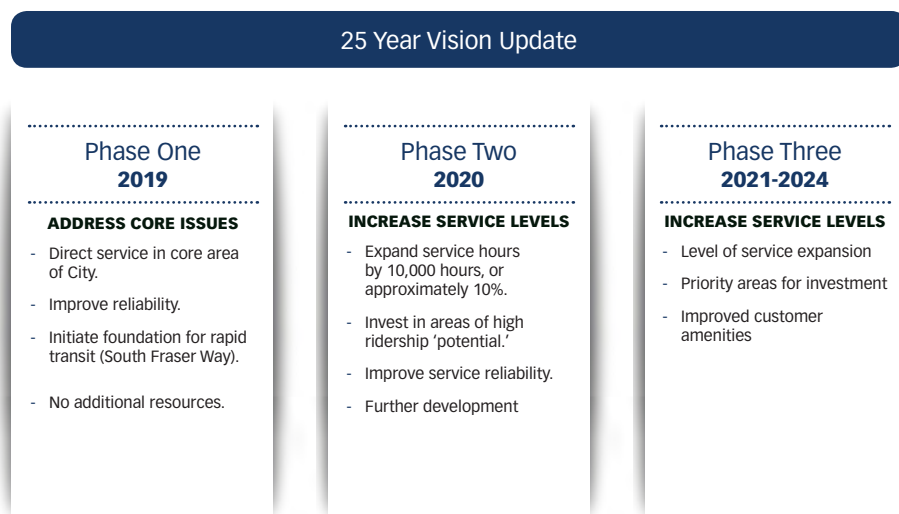 25 Year Vision Update
Phase One
2019
ADDRESS CORE ISSUES
- Direct service in core area
of City.
- Improve reliability.
- Initiate foundation for rapid
transit (South Fraser Way).
- No additional resources.
Phase Two
2020
INCREASE SERVICE LEVELS
- Expand service hours
by 10,000 hours, or
approximately 10%.
- Invest in areas of high
ridership ‘potential.’
- Improve service reliability.
- Further development
Phase Three
2021-2024
INCREASE SERVICE LEVELS
- Level of service expansion
- Priority areas for investment
- Improved customer
amenities